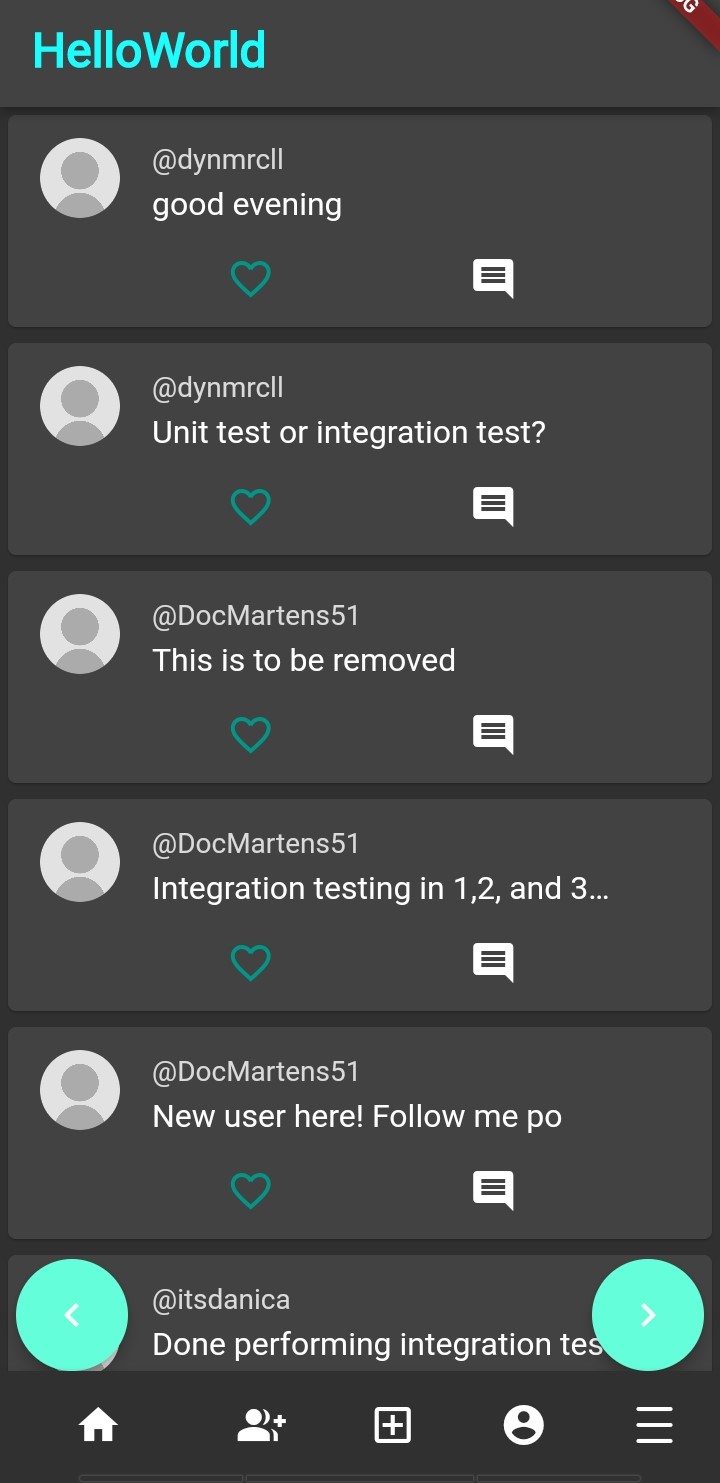 HelloWorld
@dynmrcll
good evening
@dynmrcll
Unit test or integration test?
@DocMartens51
This is to be removed
@DocMartens51
Integration testing in 1,2, and 3...
@DocMartens51
New user here! Follow me po
@itsdanica
Done performing integration tes